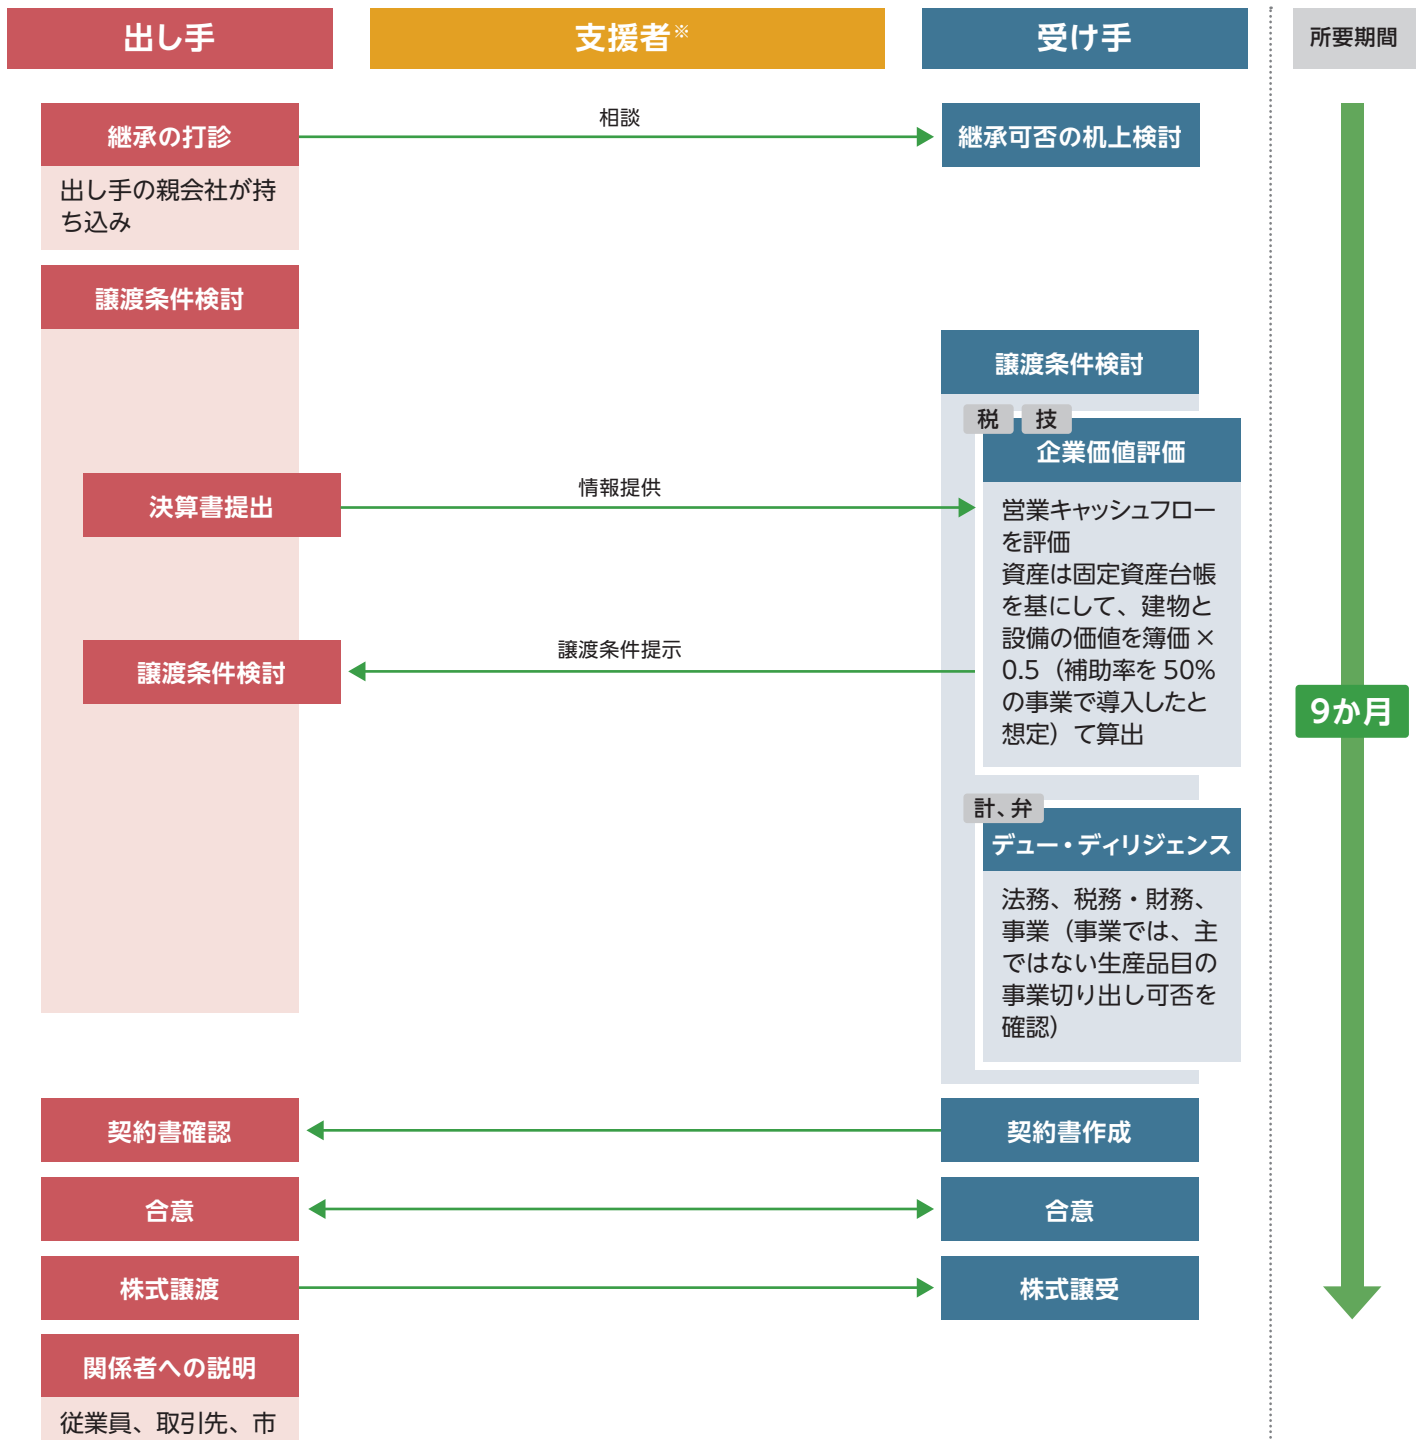 出し手
支援者※
受け手
所要期間
継承の打診
相談
継承可否の机上検討
出し手の親会社が持
ち込み
譲渡条件検討
譲渡条件検討
税 技
企業価値評価
決算書提出
情報提供
営業キャッシュフロー
を評価
資産は固定資産台帳
を基にして、建物と
設備の価値を簿価×
0.5（補助率を50%
の事業で導入したと
想定）て算出
譲渡条件検討
譲渡条件提示
9か月
計、弁
デュー・ディリジェンス
法務、税務・財務、
事業（事業では、主
ではない生産品目の
事業切り出し可否を
確認）
契約書確認
契約書作成
合意
合意
株式譲渡
株式譲受
関係者への説明
従業員、取引先、市